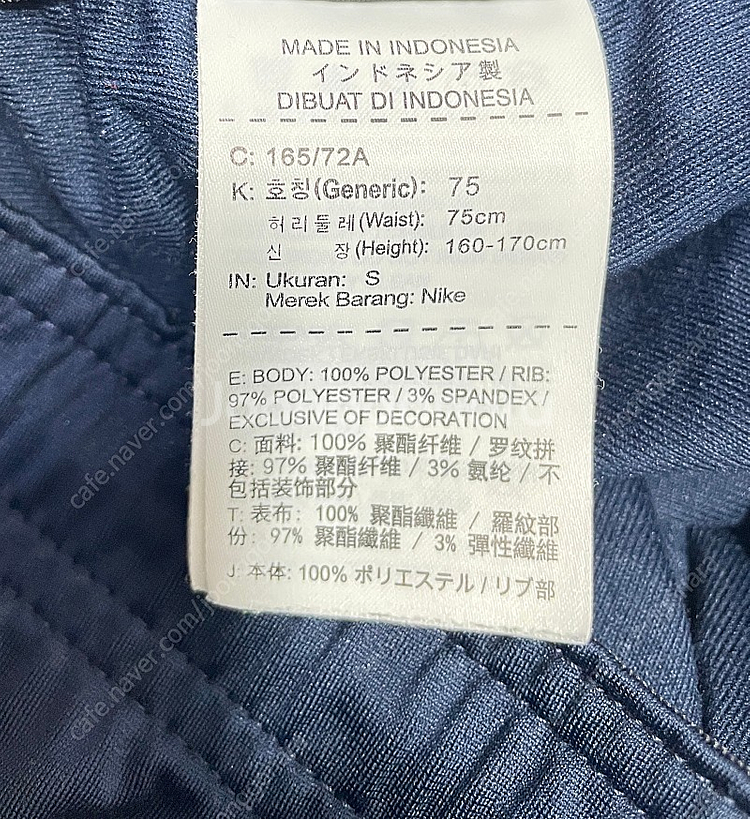 MADE IN INDONESIA
インドネシア製
DIBUAT DI INDONESIA
C: 165/72A
K: 호칭(Generic): 75
허리둘레(Waist): 75cm
신 장(Height): 160-170cm
IN: Ukuran: S
Merek Barang: Nike
E: BODY: 100% POLYESTER / RIB:
97% POLYESTER / 3% SPANDEX /
EXCLUSIVE OF DECORATION
C: 面料: 100% 聚酯纤维 / 罗纹拼
接: 97% 聚酯纤维 / 3% 氨纶 / 不
包括装饰部分
T: 表布: 100% 聚酯纖維 / 羅紋部
份: 97% 聚酯纖維 / 3% 彈性纖維
J: 本体: 100% ポリエステル / リブ部